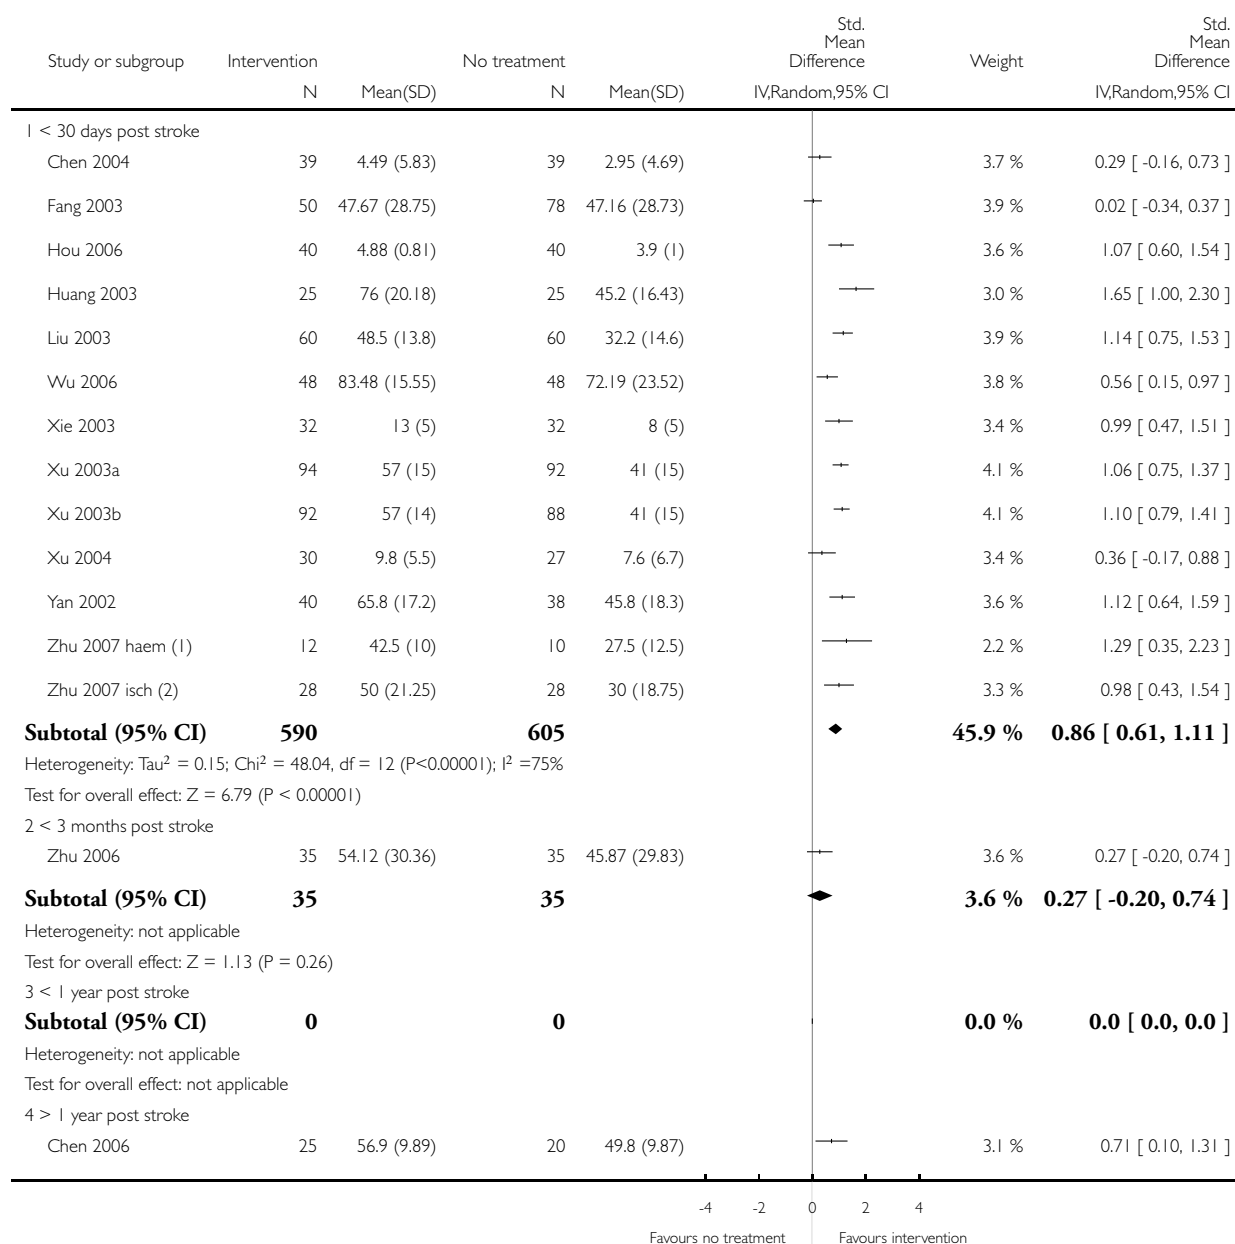 Study or subgroup Intervention No treatment Std. Mean Difference Weight Std. Mean Difference
N Mean(SD) N Mean(SD) IV,Random,95% CI IV,Random,95% CI
1 < 30 days post stroke
Chen 2004 39 4.49 (5.83) 39 2.95 (4.69) 3.7 % 0.29 [ -0.16, 0.73 ]
Fang 2003 50 47.67 (28.75) 78 47.16 (28.73) 3.9 % 0.02 [ -0.34, 0.37 ]
Hou 2006 40 4.88 (0.81) 40 3.9 (1) 3.6 % 1.07 [ 0.60, 1.54 ]
Huang 2003 25 76 (20.18) 25 45.2 (16.43) 3.0 % 1.65 [ 1.00, 2.30 ]
Liu 2003 60 48.5 (13.8) 60 32.2 (14.6) 3.9 % 1.14 [ 0.75, 1.53 ]
Wu 2006 48 83.48 (15.55) 48 72.19 (23.52) 3.8 % 0.56 [ 0.15, 0.97 ]
Xie 2003 32 13 (5) 32 8 (5) 3.4 % 0.99 [ 0.47, 1.51 ]
Xu 2003a 94 57 (15) 92 41 (15) 4.1 % 1.06 [ 0.75, 1.37 ]
Xu 2003b 92 57 (14) 88 41 (15) 4.1 % 1.10 [ 0.79, 1.41 ]
Xu 2004 30 9.8 (5.5) 27 7.6 (6.7) 3.4 % 0.36 [ -0.17, 0.88 ]
Yan 2002 40 65.8 (17.2) 38 45.8 (18.3) 3.6 % 1.12 [ 0.64, 1.59 ]
Zhu 2007 haem (1) 12 42.5 (10) 10 27.5 (12.5) 2.2 % 1.29 [ 0.35, 2.23 ]
Zhu 2007 isch (2) 28 50 (21.25) 28 30 (18.75) 3.3 % 0.98 [ 0.43, 1.54 ]
Subtotal (95% CI) 590 605 45.9 % 0.86 [ 0.61, 1.11 ]
Heterogeneity: Tau² = 0.15; Chi² = 48.04, df = 12 (P<0.00001); I² =75%
Test for overall effect: Z = 6.79 (P < 0.00001)
2 < 3 months post stroke
Zhu 2006 35 54.12 (30.36) 35 45.87 (29.83) 3.6 % 0.27 [ -0.20, 0.74 ]
Subtotal (95% CI) 35 35 3.6 % 0.27 [ -0.20, 0.74 ]
Heterogeneity: not applicable
Test for overall effect: Z = 1.13 (P = 0.26)
3 < 1 year post stroke
Subtotal (95% CI) 0 0 0.0 % 0.0 [ 0.0, 0.0 ]
Heterogeneity: not applicable
Test for overall effect: not applicable
4 > 1 year post stroke
Chen 2006 25 56.9 (9.89) 20 49.8 (9.87) 3.1 % 0.71 [ 0.10, 1.31 ]
-4 -2 0 2 4
Favours no treatment Favours intervention